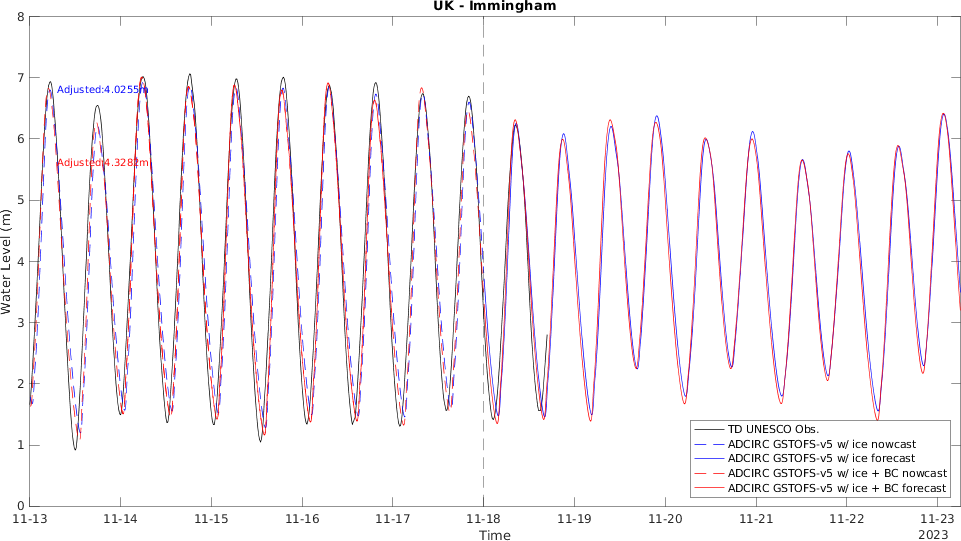 UK - Immingham
8
7
6
5
4
3
2
1
0
Water Level (m)
Adjusted:4.0255m
Adjusted:4.3282m
TD UNESCO Obs.
ADCIRC GSTOFS-v5 w/ ice nowcast
ADCIRC GSTOFS-v5 w/ ice forecast
ADCIRC GSTOFS-v5 w/ ice + BC nowcast
ADCIRC GSTOFS-v5 w/ ice + BC forecast
11-13 11-14 11-15 11-16 11-17 11-18 11-19 11-20 11-21 11-22 11-23
Time
2023